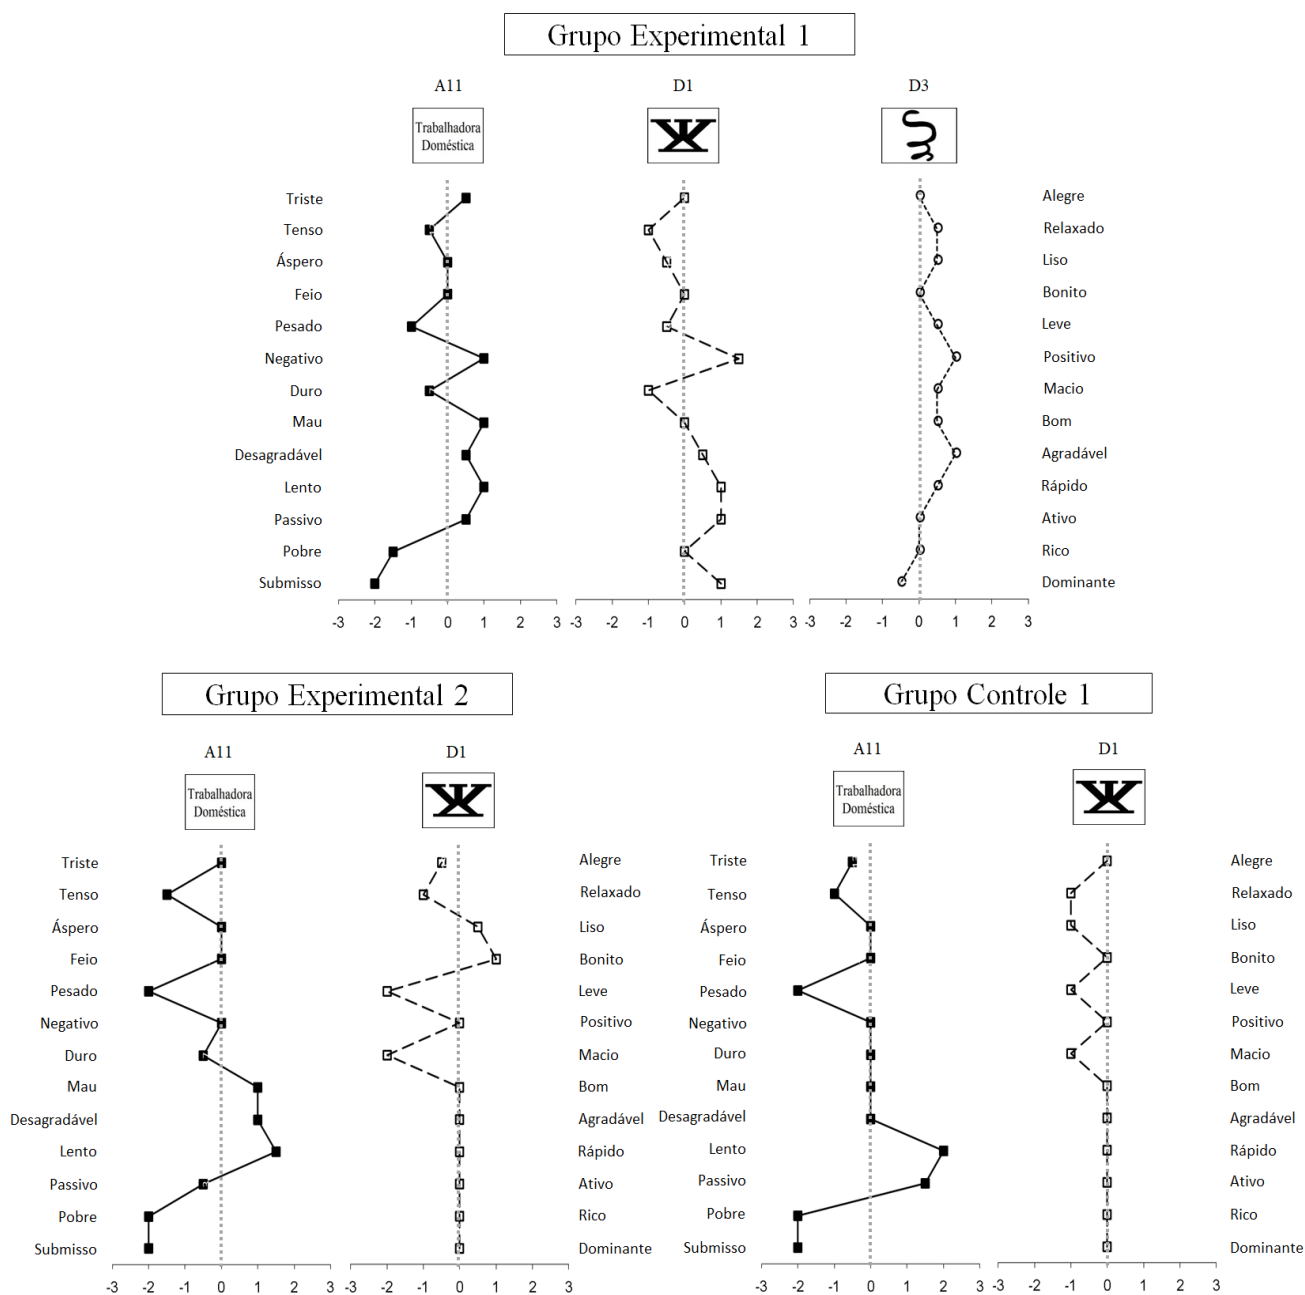 Grupo Experimental 1
A11 D1 D3
Trabalhadora
Doméstica
Triste Alegre
Tenso Relaxado
Áspero Liso
Feio Bonito
Pesado Leve
Negativo Positivo
Duro Macio
Mau Bom
Desagradável Agradável
Lento Rápido
Passivo Ativo
Pobre Rico
Submisso Dominante
-3 -2 -1 0 1 2 3 -3 -2 -1 0 1 2 3 -3 -2 -1 0 1 2 3
Grupo Experimental 2
A11 D1
Trabalhadora
Doméstica
Triste Alegre
Tenso Relaxado
Áspero Liso
Feio Bonito
Pesado Leve
Negativo Positivo
Duro Macio
Mau Bom
Desagradável Agradável
Lento Rápido
Passivo Ativo
Pobre Rico
Submisso Dominante
-3 -2 -1 0 1 2 3 -3 -2 -1 0 1 2 3
Grupo Controle 1
A11 D1
Trabalhadora
Doméstica
Triste Alegre
Tenso Relaxado
Áspero Liso
Feio Bonito
Pesado Leve
Negativo Positivo
Duro Macio
Mau Bom
Desagradável Agradável
Lento Rápido
Passivo Ativo
Pobre Rico
Submisso Dominante
-3 -2 -1 0 1 2 3 -3 -2 -1 0 1 2 3